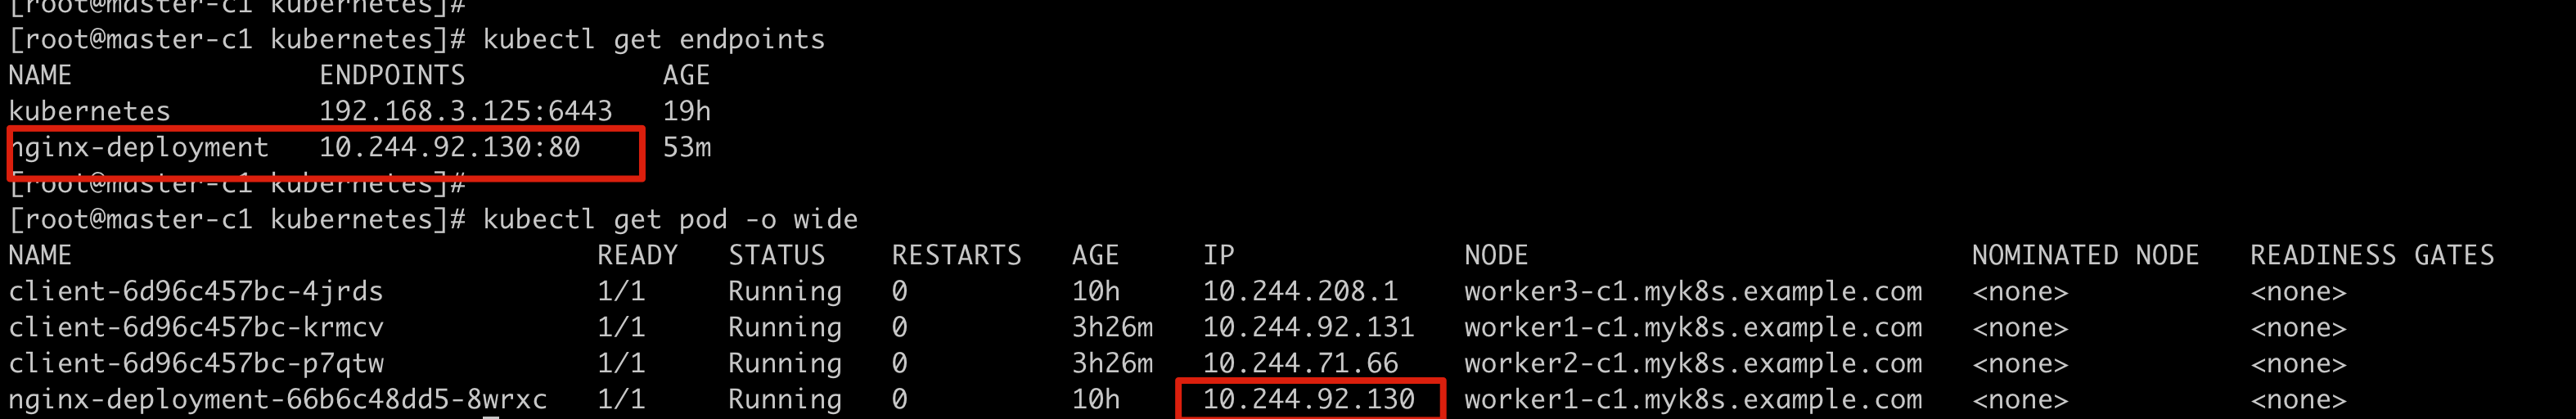 [root@master-c1 kubernetes]#
[root@master-c1 kubernetes]# kubectl get endpoints
NAME ENDPOINTS AGE
kubernetes 192.168.3.125:6443 19h
nginx-deployment 10.244.92.130:80 53m
[root@master-c1 kubernetes]#
[root@master-c1 kubernetes]# kubectl get pod -o wide
NAME READY STATUS RESTARTS AGE IP NODE NOMINATED NODE READINESS GATES
client-6d96c457bc-4jrds 1/1 Running 0 10h 10.244.208.1 worker3-c1.myk8s.example.com <none> <none>
client-6d96c457bc-krmcv 1/1 Running 0 3h26m 10.244.92.131 worker1-c1.myk8s.example.com <none> <none>
client-6d96c457bc-p7qtw 1/1 Running 0 3h26m 10.244.71.66 worker2-c1.myk8s.example.com <none> <none>
nginx-deployment-66b6c48dd5-8wrxc 1/1 Running 0 10h 10.244.92.130 worker1-c1.myk8s.example.com <none> <none>